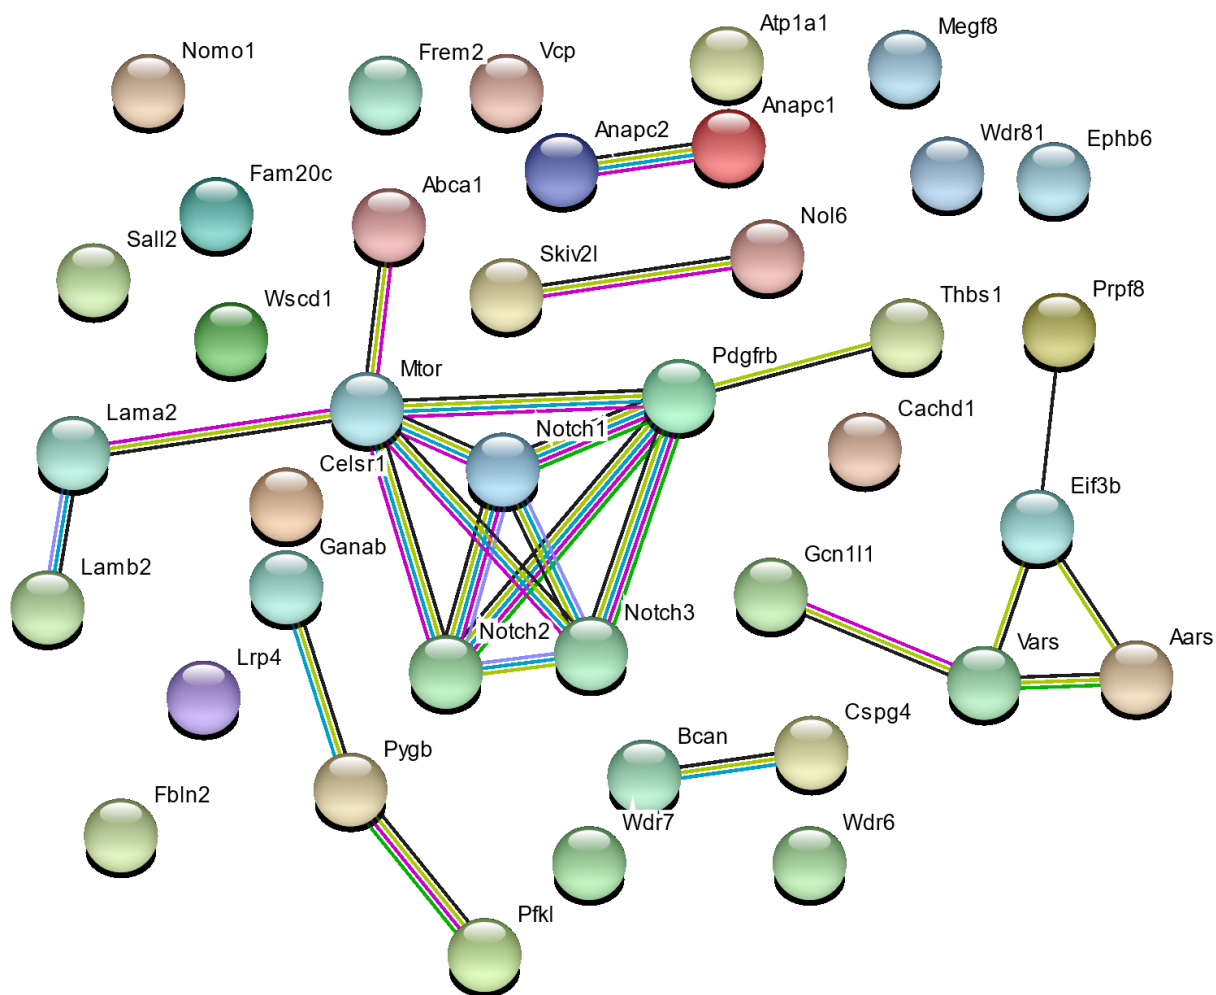 Atp1a1
Megf8
Nomo1
Frem2
Vcp
Anapc1
Anapc2
Wdr81
Ephb6
Fam20c
Abca1
Nol6
Sall2
Skiv2l
Wscd1
Thbs1
Prpf8
Mtor
Pdgfrb
Lama2
Cachd1
Notch1
Celsr1
Eif3b
Ganab
Gcn1l1
Lamb2
Notch3
Notch2
Vars
Aars
Lrp4
Cspg4
Bcan
Pygb
Fbln2
Wdr7
Wdr6
Pfkl